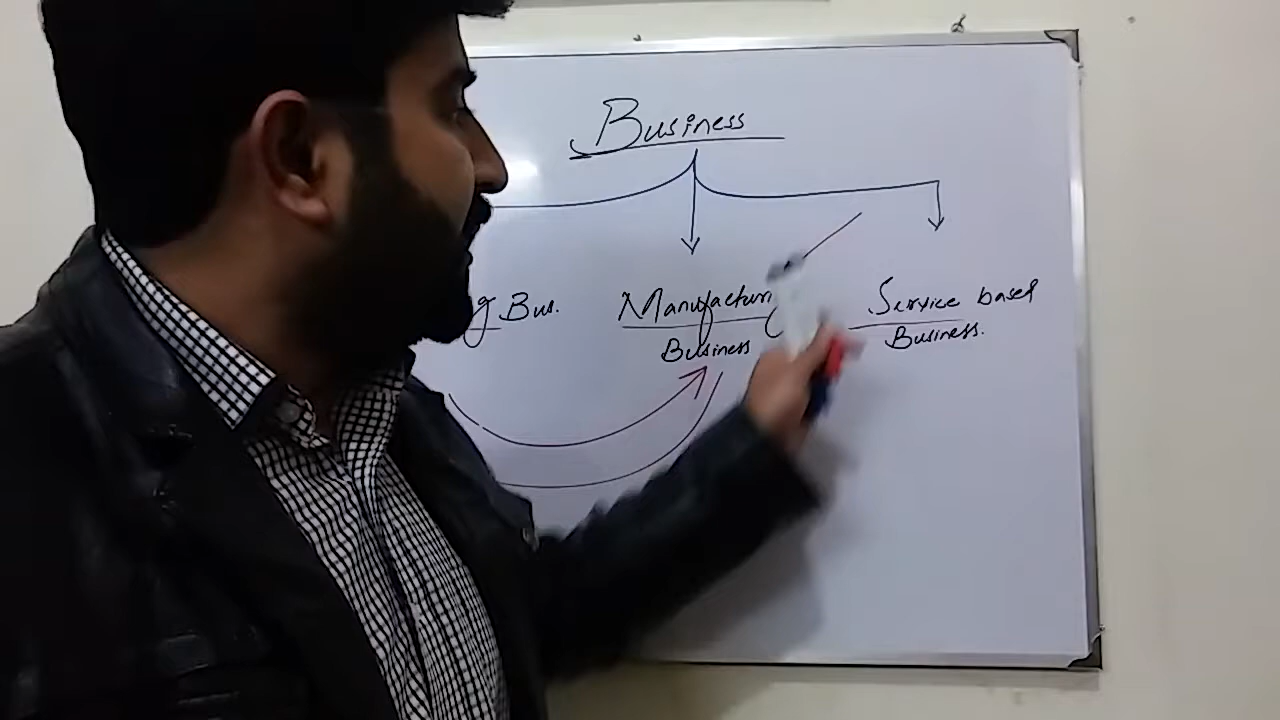 Business
g Bus.
Manufacturi
Business
Service based
Business.